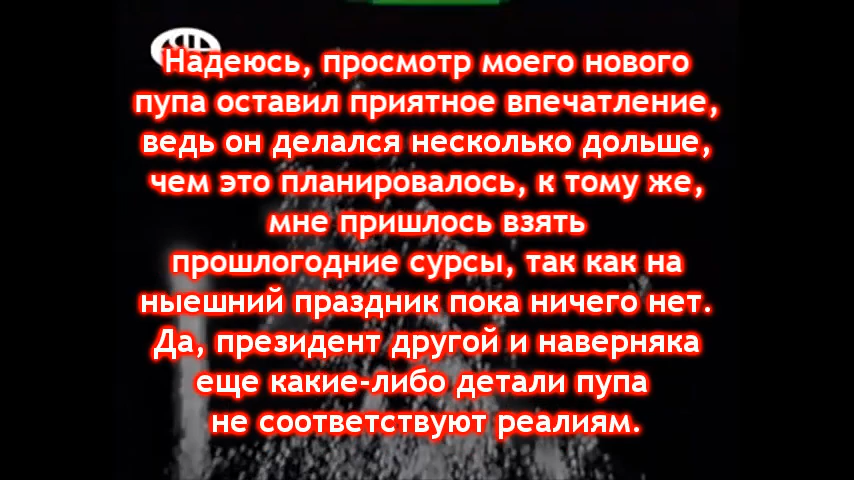 Надеюсь, просмотр моего нового
пупа оставил приятное впечатление,
ведь он делался несколько дольше,
чем это планировалось, к тому же,
мне пришлось взять
прошлогодние сурсы, так как на
ныешний праздник пока ничего нет.
Да, президент другой и наверняка
еще какие-либо детали пупа
не соответствуют реалиям.